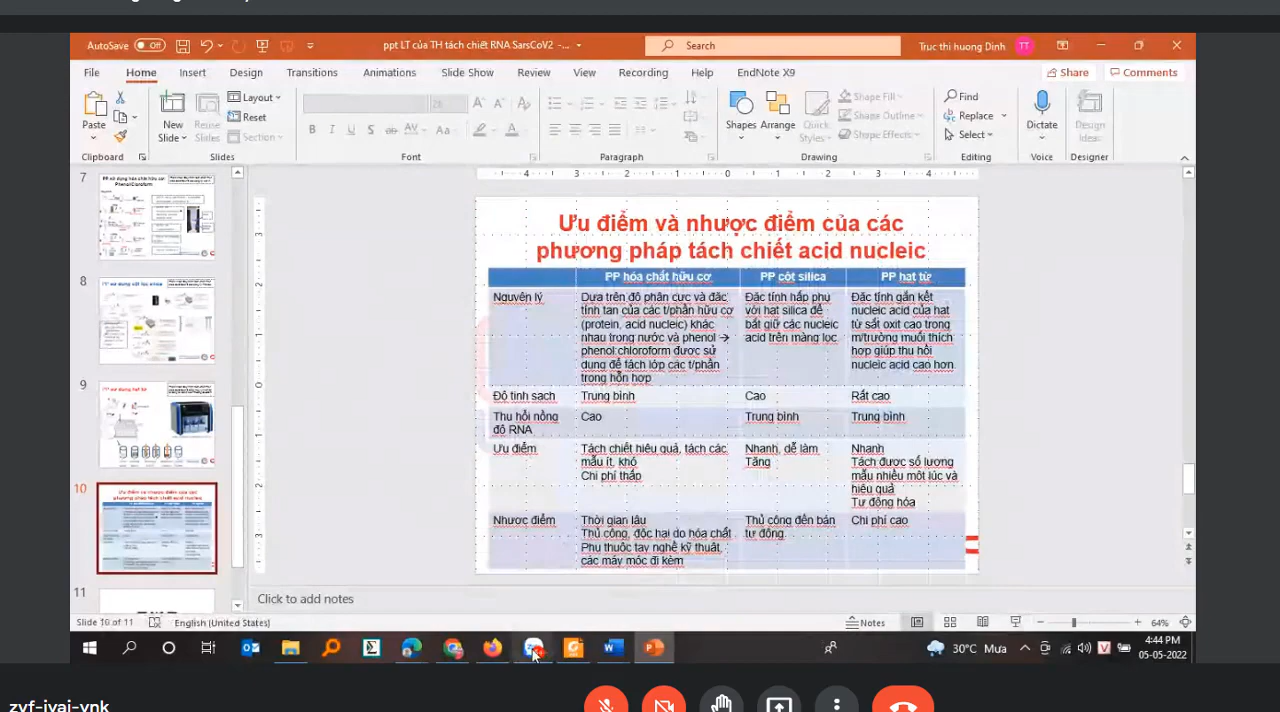 AutoSave Off
ppt LT của TH tách chiết RNA SarsCoV2 -...
Search
Truc thi huong Dinh TT
File Home Insert Design Transitions Animations Slide Show Review View Recording Help EndNote X9
Share Comments
Paste
New Slide
Reuse Slides
Layout
Reset
Section
Shapes Arrange Quick Styles
Shape Fill
Shape Outline
Shape Effects
Find
Replace
Select
Dictate
Design Ideas
Clipboard Slides Font Paragraph Drawing Editing Voice Designer
7
8
9
10
11
Ưu điểm và nhược điểm của các
phương pháp tách chiết acid nucleic
PP hóa chất hữu cơ PP cột silica PP hạt từ
Nguyên lý
Dựa trên độ phân cực và đăc
tính tan của các t/phần hữu cơ
(protein, acid nucleic) khác
nhau trong nước và phenol →
phenol:chloroform được sử
dụng để tách lớp các t/phần
trong hỗn hợp
Đặc tính hấp phụ
với hạt silica để
bắt giữ các nucleic
acid trên màng lọc
Đặc tính gắn kết
nucleic acid của hạt
từ sắt oxit cao trong
m/trường muối thích
hợp giúp thu hồi
nucleic acid cao hơn
Độ tinh sạch Trung bình Cao Rất cao
Thu hồi nồng
độ RNA
Cao
Trung bình
Trung bình
Ưu điểm
Tách chiết hiệu quả, tách các
mẫu ít, khó
Chi phí thấp
Nhanh, dễ làm
Tăng
Nhanh
Tách được số lượng
mẫu nhiều một lúc và
hiệu quả
Tự động hóa
Nhược điểm
Thời gian lâu
Thủ công, độc hại do hóa chất
Phụ thuộc tay nghề kỹ thuật,
các máy móc đi kèm
Thủ công đến bán
tự động
Chi phí cao
Click to add notes
Slide 10 of 11 English (United States)
Notes
64%
30°C Mưa
4:44 PM
05-05-2022
zvf-jvai-vnk